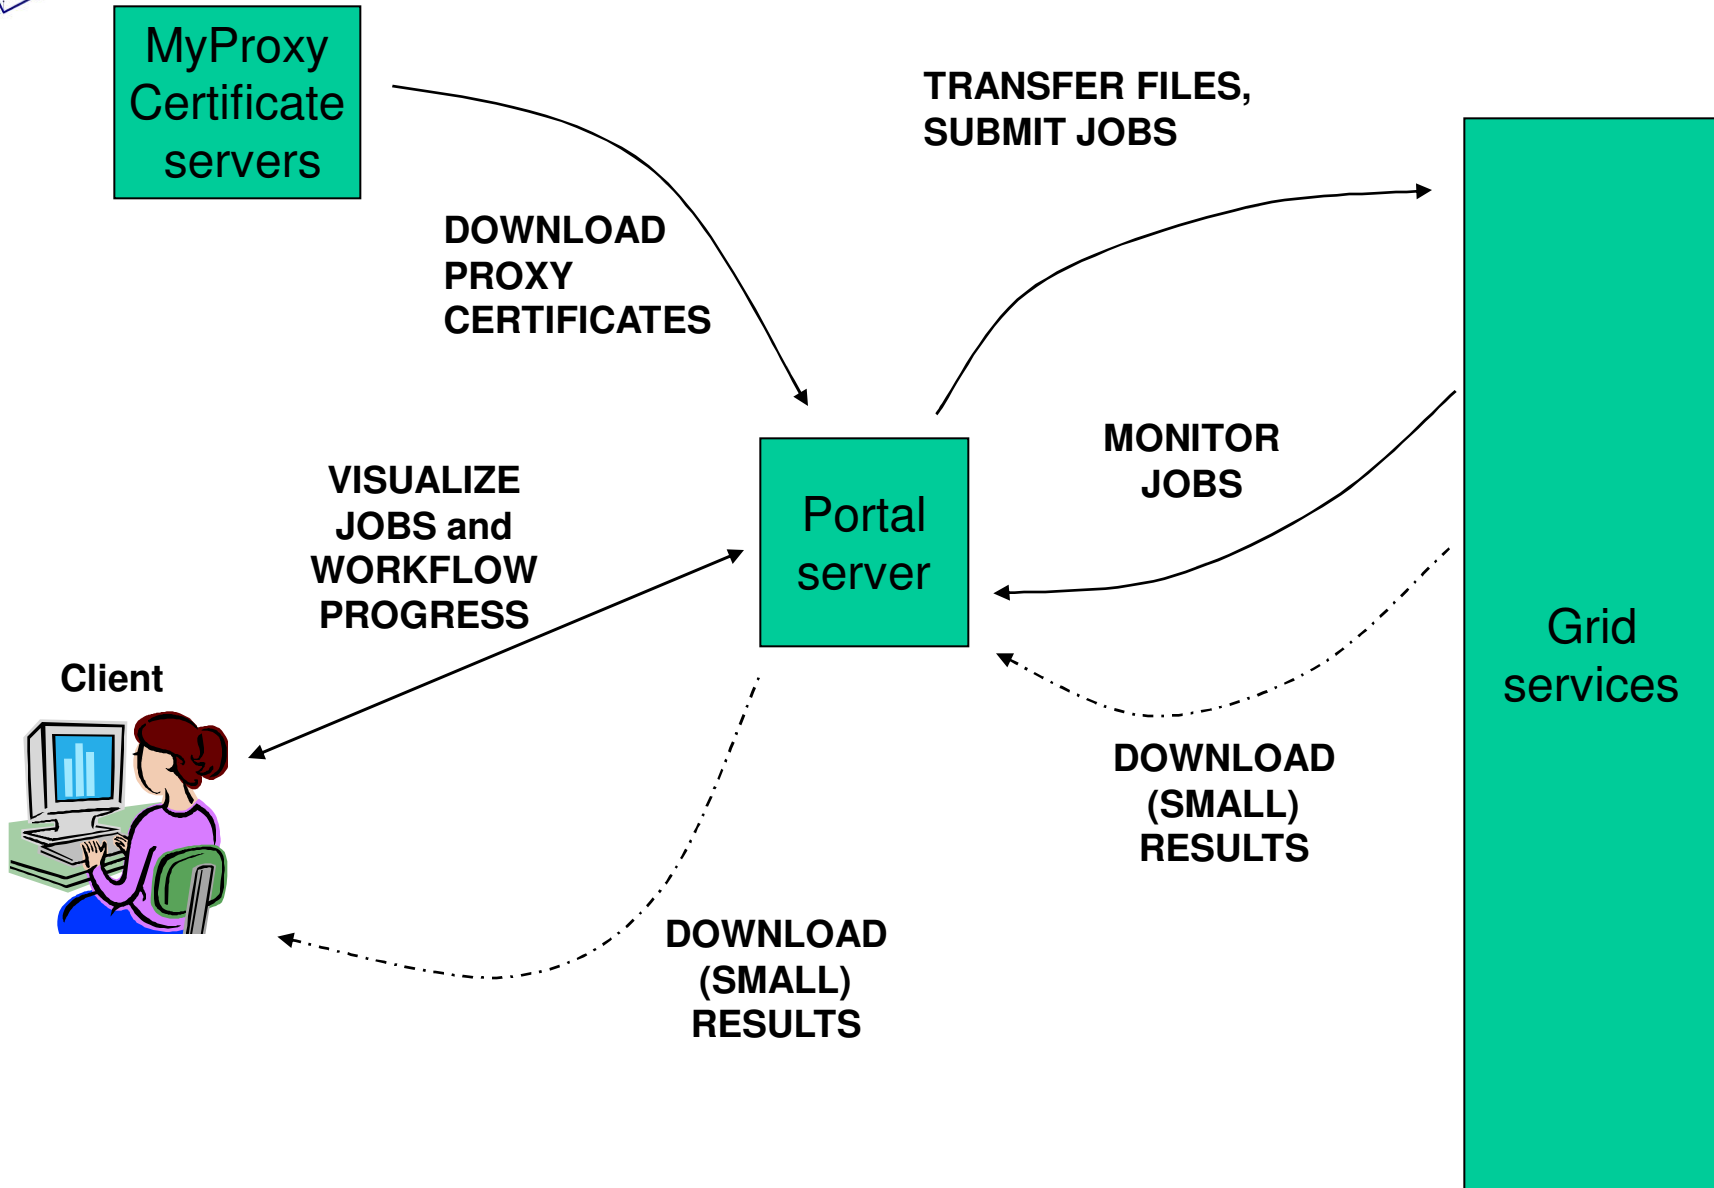 MyProxy
Certificate
servers
TRANSFER FILES,
SUBMIT JOBS
DOWNLOAD
PROXY
CERTIFICATES
MONITOR
JOBS
VISUALIZE
JOBS and
WORKFLOW
PROGRESS
Portal
server
Grid
services
Client
DOWNLOAD
(SMALL)
RESULTS
DOWNLOAD
(SMALL)
RESULTS